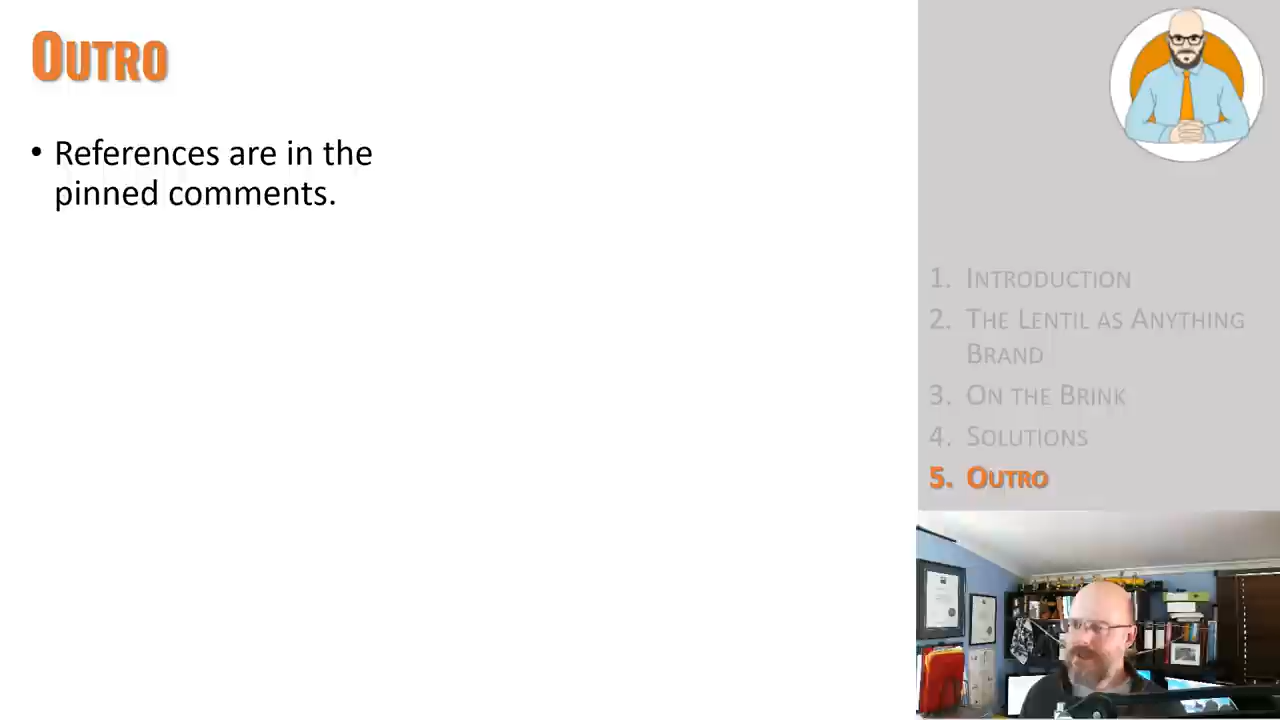 Outro
• References are in the
pinned comments.
1. Introduction
2. The Lentil as Anything
Brand
3. On the Brink
4. Solutions
5. Outro